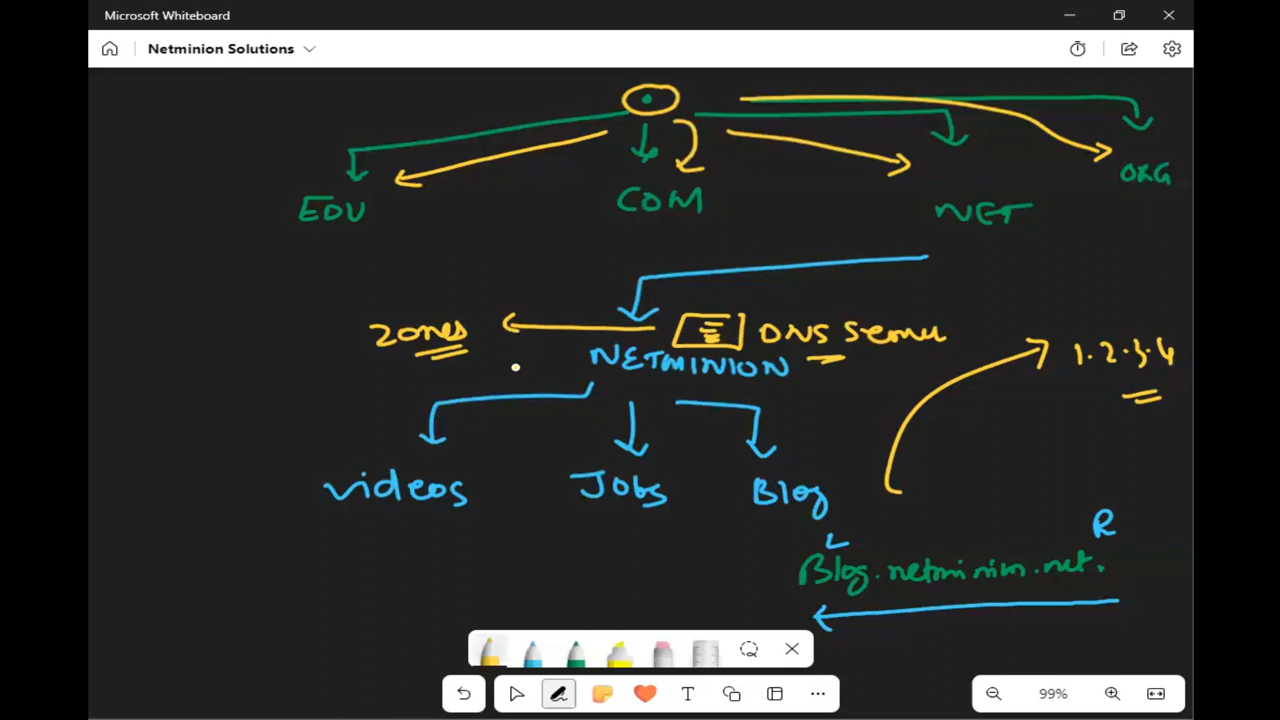 Microsoft Whiteboard
Netminion Solutions
EDU
COM
NET
ORG
zones
DNS
NETMINION
1.2.3.4
videos
Jobs
Blog
L
R
Blog.netminion.net.
99%